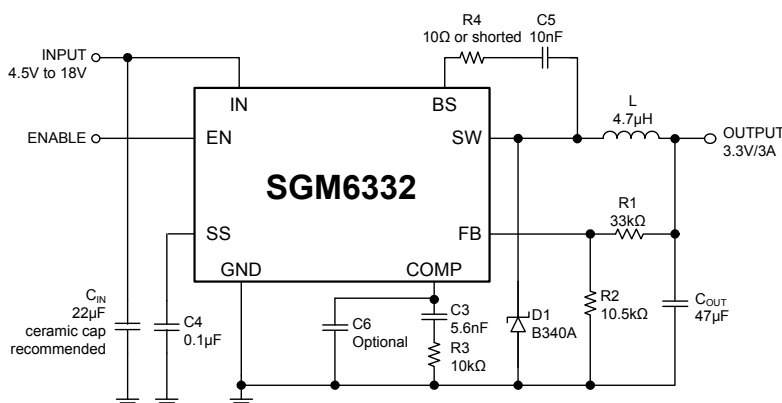 R4
10Ω or shorted
C5
10nF
INPUT
4.5V to 18V
IN
BS
L
4.7μH
ENABLE
EN
SW
OUTPUT
3.3V/3A
SGM6332
R1
33kΩ
SS
FB
GND
COMP
CIN
22μF
ceramic cap
recommended
C4
0.1μF
C6
Optional
C3
5.6nF
R3
10kΩ
D1
B340A
R2
10.5kΩ
COUT
47μF